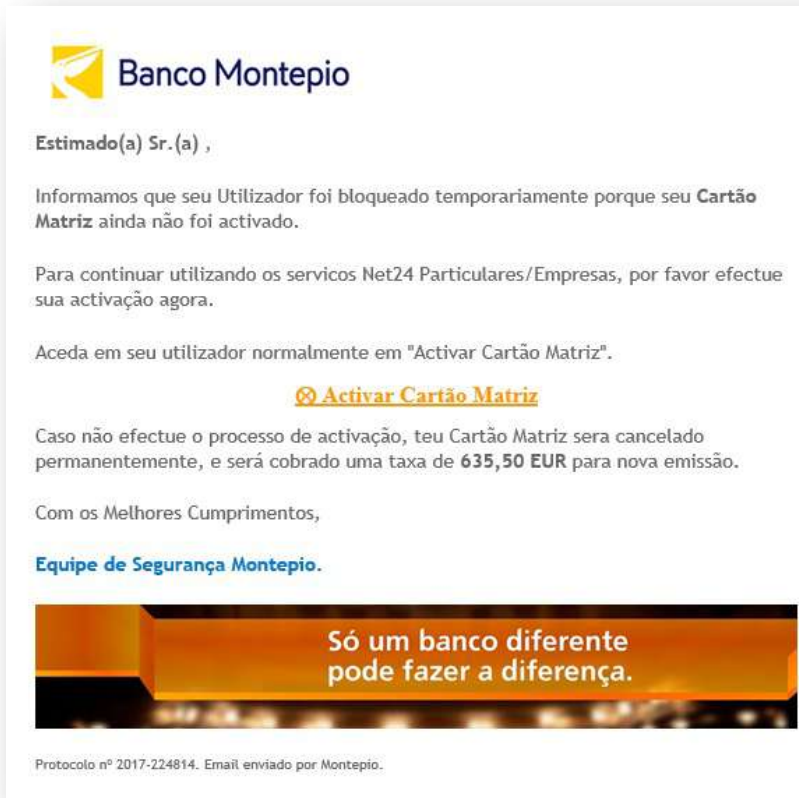 Banco Montepio
Estimado(a) Sr.(a) ,
Informamos que seu Utilizador foi bloqueado temporariamente porque seu Cartão
Matriz ainda não foi activado.
Para continuar utilizando os servicos Net24 Particulares/Empresas, por favor efectue
sua activação agora.
Aceda em seu utilizador normalmente em "Activar Cartão Matriz".
Activar Cartão Matriz
Caso não efectue o processo de activação, teu Cartão Matriz sera cancelado
permanentemente, e será cobrado uma taxa de 635,50 EUR para nova emissão.
Com os Melhores Cumprimentos,
Equipe de Segurança Montepio.
Só um banco diferente
pode fazer a diferença.
Protocolo nº 2017-224814. Email enviado por Montepio.